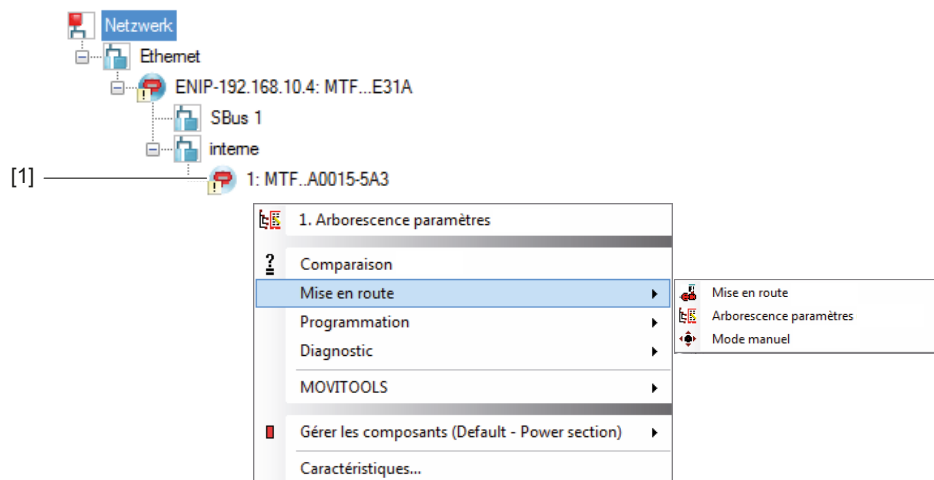 Netzwerk
Ethernet
ENIP-192.168.10.4: MTF...E31A
SBus 1
interne
[1] 1: MTF..A0015-5A3
1. Arborescence paramètres
Comparaison
Mise en route
Programmation
Diagnostic
MOVITOOLS
Gérer les composants (Default - Power section)
Caractéristiques...
Mise en route
Arborescence paramètres
Mode manuel